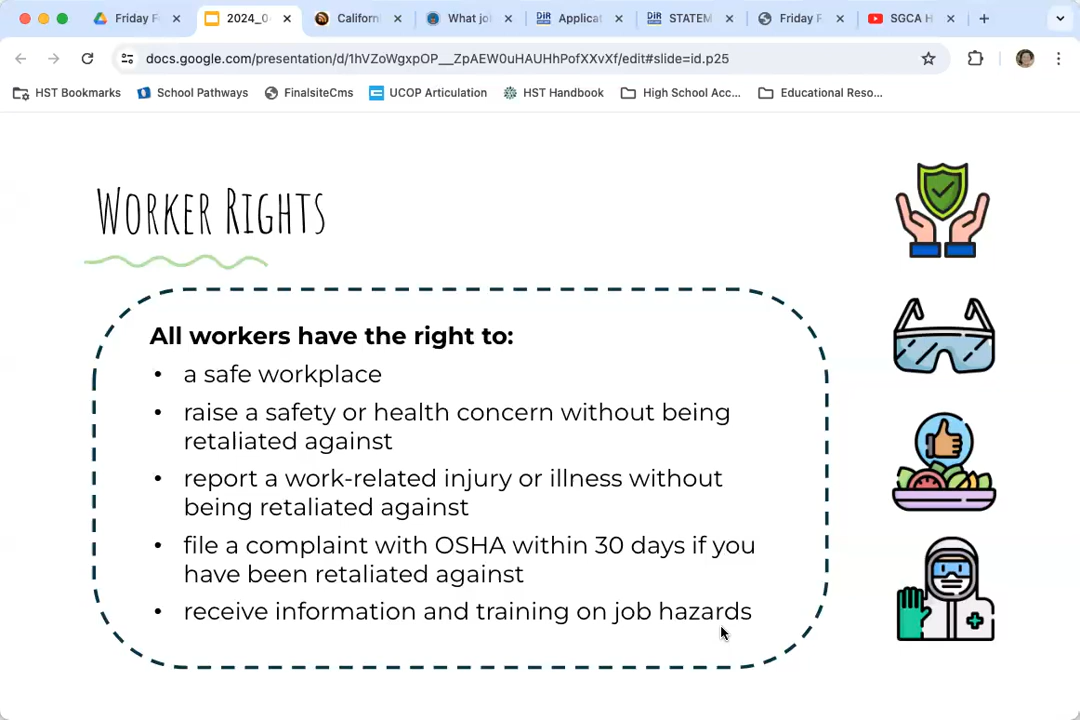 Friday F
2024_0
Californ
What jo
DIR Applicat
DIR STATEM
Friday F
SGCA H
docs.google.com/presentation/d/1hVZoWgxpOP__ZpAEW0uHAUHhPofXXvXf/edit#slide=id.p25
HST Bookmarks
School Pathways
FinalsiteCms
UCOP Articulation
HST Handbook
High School Acc...
Educational Reso...
WORKER RIGHTS
All workers have the right to:
• a safe workplace
• raise a safety or health concern without being
retaliated against
• report a work-related injury or illness without
being retaliated against
• file a complaint with OSHA within 30 days if you
have been retaliated against
• receive information and training on job hazards